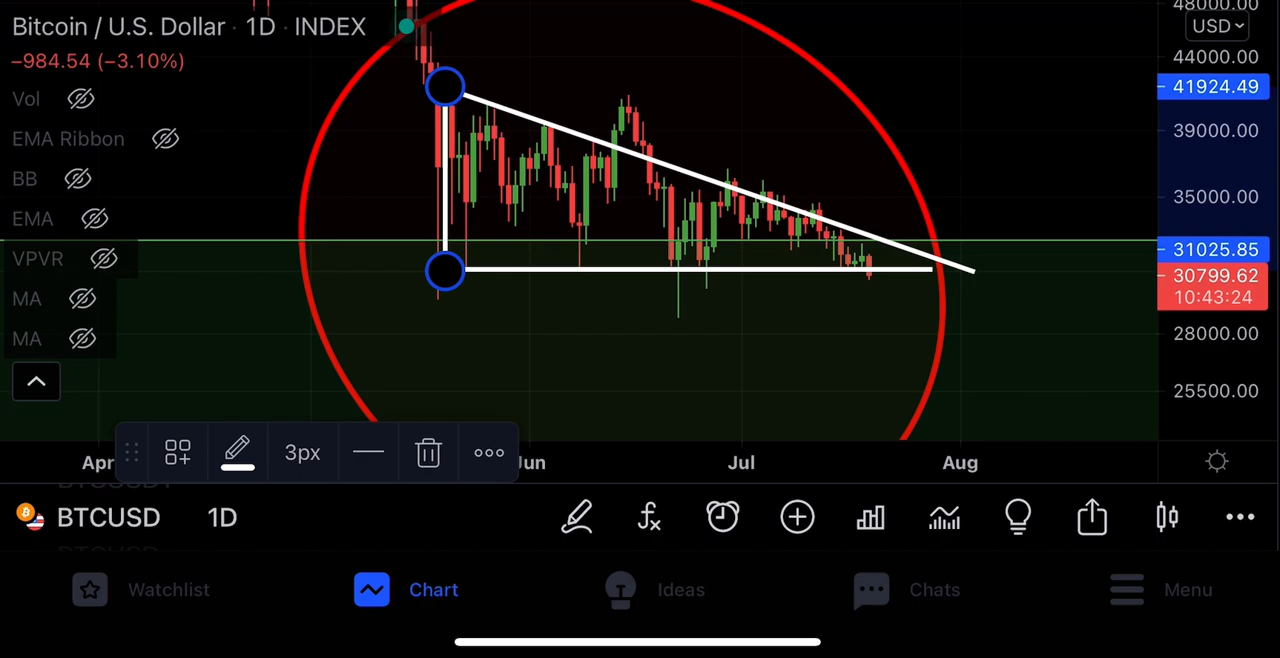 48000.00
Bitcoin / U.S. Dollar · 1D · INDEX
USD
−984.54 (−3.10%)
44000.00
41924.49
Vol
EMA Ribbon
39000.00
BB
35000.00
EMA
31025.85
VPVR
30799.62
10:43:24
MA
28000.00
MA
25500.00
3px
Apr
Jun
Jul
Aug
BTCUSD
1D
Watchlist
Chart
Ideas
Chats
Menu